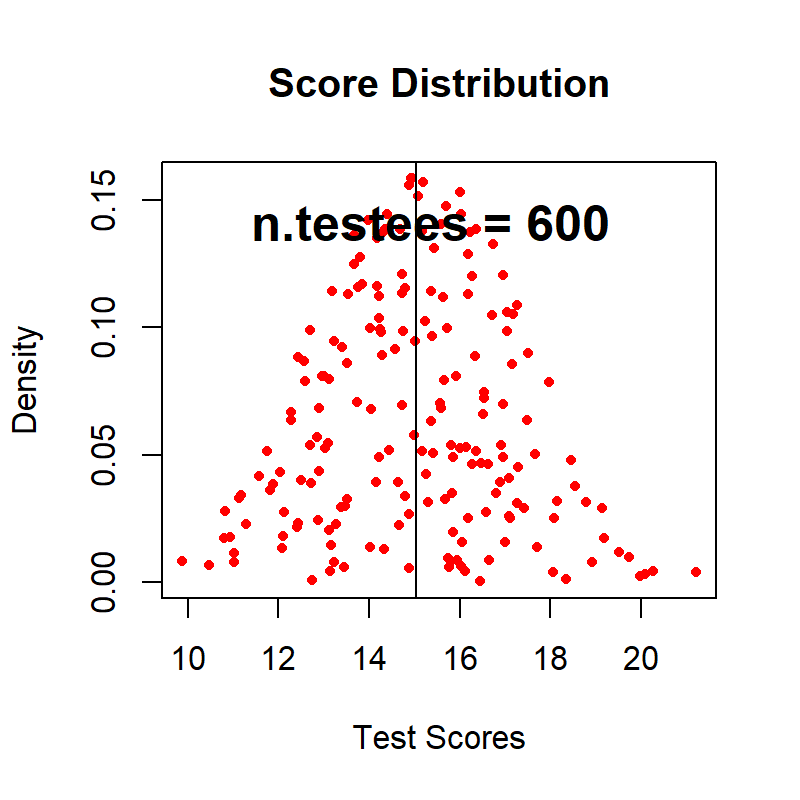 Score Distribution
n.testees = 600
Density
0.00
0.05
0.10
0.15
10 12 14 16 18 20
Test Scores